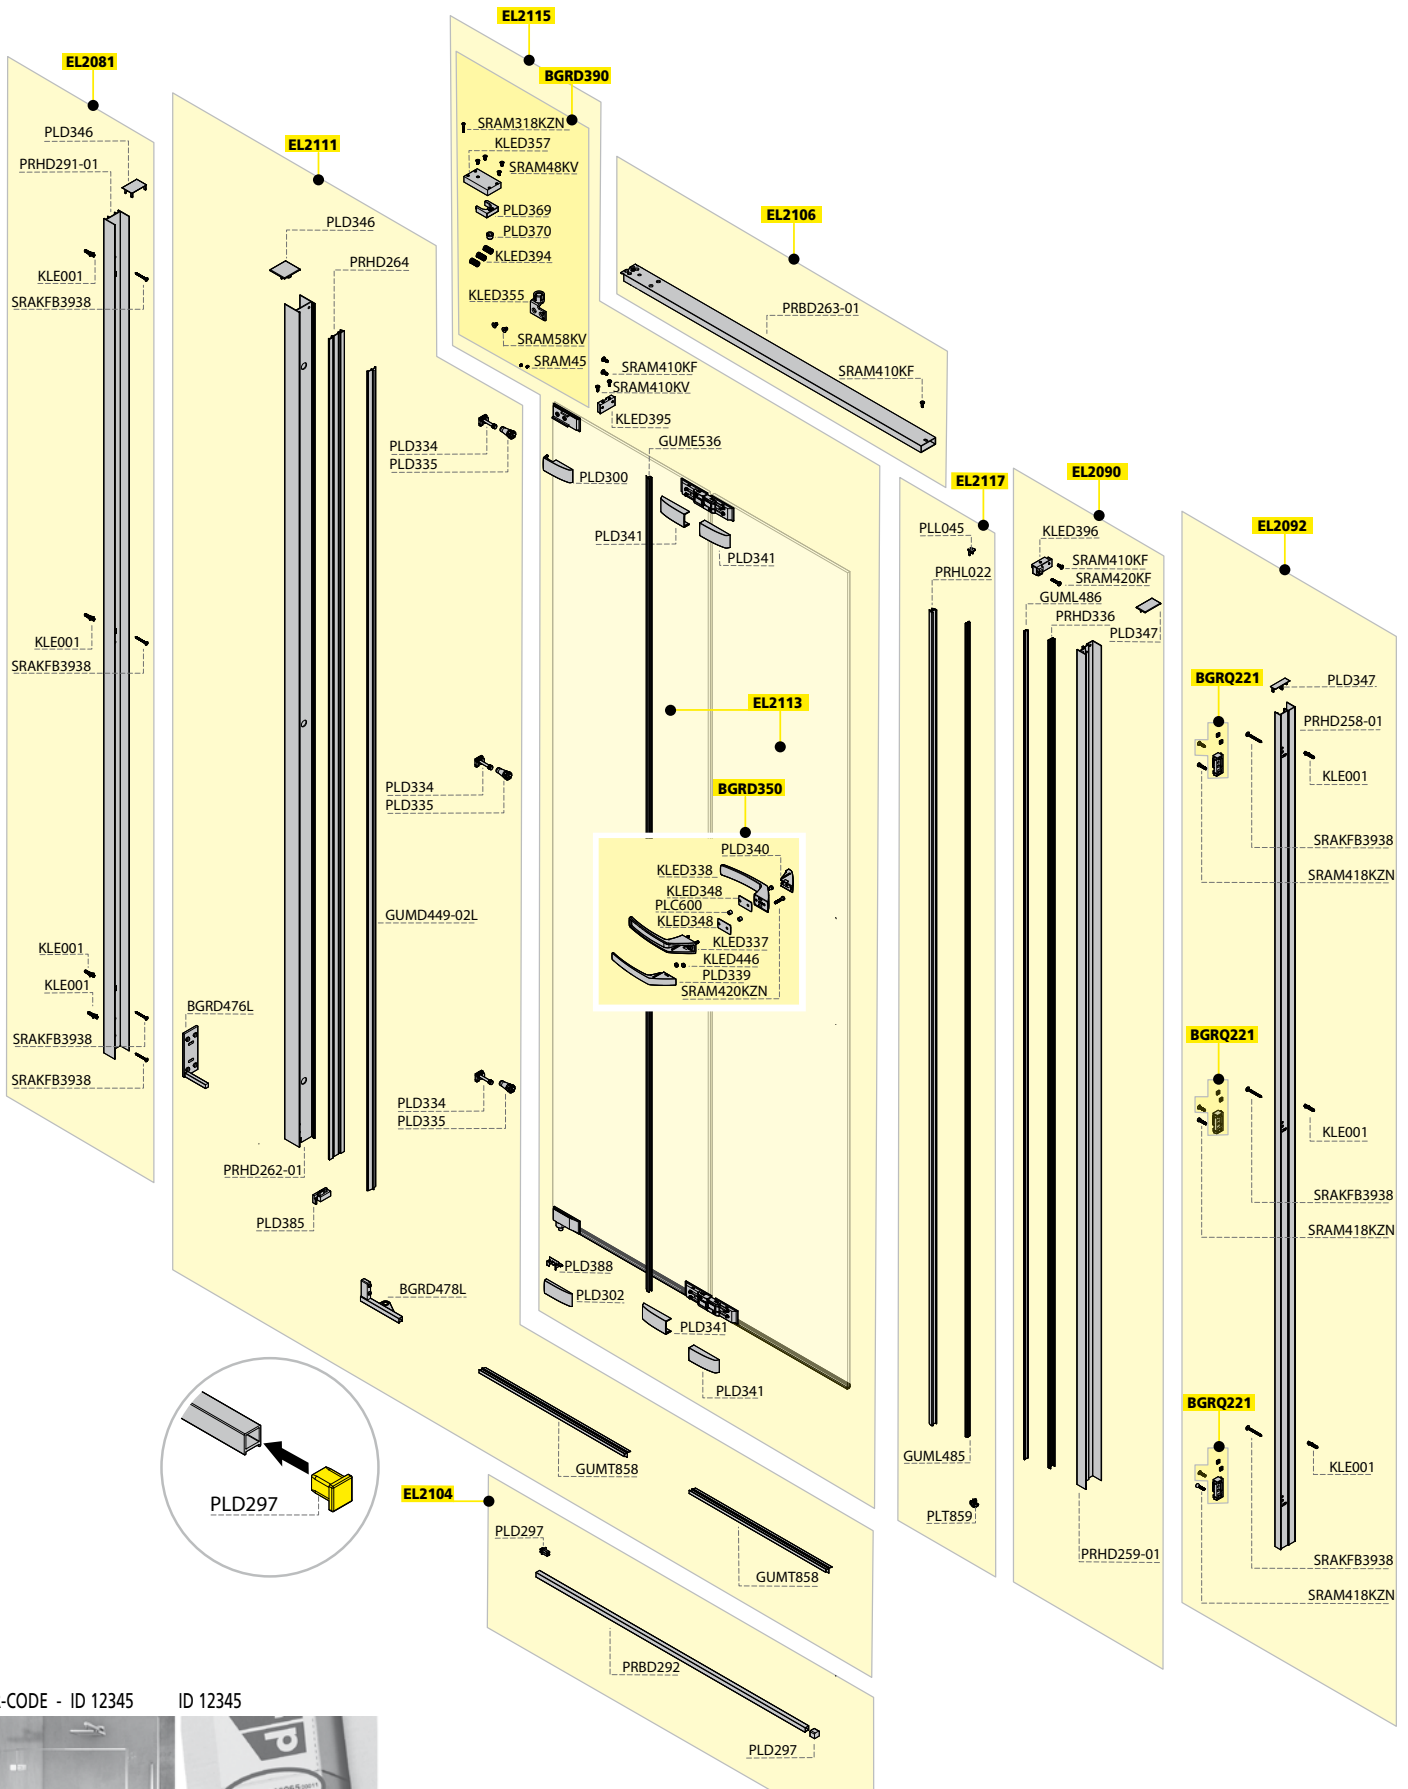 EL2115
EL2081
BGRD390
SRAM318KZN
PLD346
EL2111
KLED357
PRHD291-01
SRAM48KV
PLD369
EL2106
PLD346
PLD370
PRHD264
KLED394
KLE001
KLED355
SRAKFB3938
PRBD263-01
SRAM58KV
SRAM45
SRAM410KF
SRAM410KF
SRAM410KV
KLED395
PLD334
GUME536
PLD335
EL2090
PLD300
EL2117
PLL045
KLED396
EL2092
PLD341
PLD341
SRAM410KF
PRHL022
SRAM420KF
GUML486
PRHD336
KLE001
PLD347
SRAKFB3938
BGRQ221
PLD347
EL2113
PRHD258-01
KLE001
PLD334
BGRD350
PLD335
PLD340
SRAKFB3938
KLED338
SRAM418KZN
KLED348
PLC600
GUMD449-02L
KLED348
KLED337
KLE001
KLED446
PLD339
KLE001
SRAM420KZN
BGRD476L
SRAKFB3938
BGRQ221
SRAKFB3938
PLD334
PLD335
KLE001
PRHD262-01
SRAKFB3938
PLD385
SRAM418KZN
PLD388
BGRD478L
PLD302
PLD341
PLD341
BGRQ221
GUML485
KLE001
GUMT858
EL2104
PLD297
PLT859
PLD297
PRHD259-01
SRAKFB3938
GUMT858
SRAM418KZN
PRBD292
-CODE - ID 12345
ID 12345
PLD297